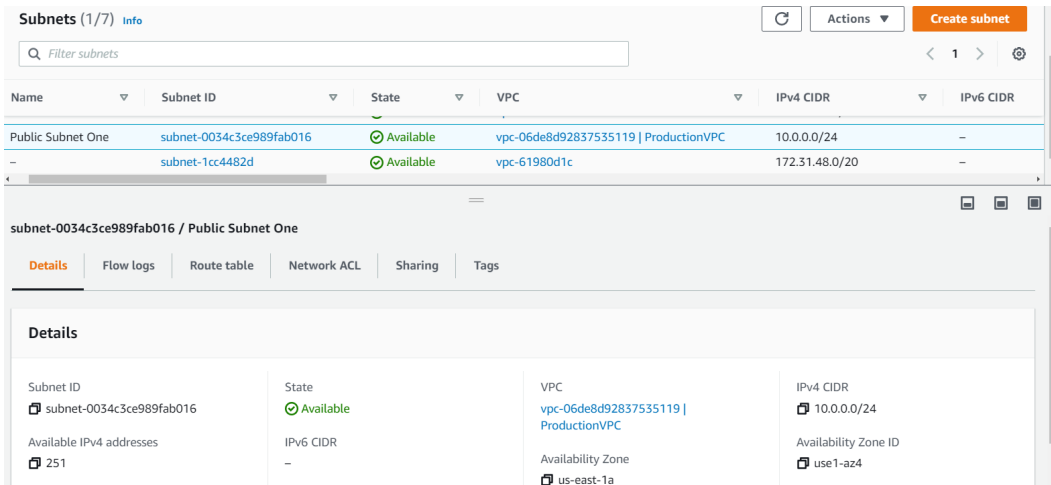 Subnets (1/7) Info
Actions
Create subnet
Filter subnets
1
Name Subnet ID State VPC IPv4 CIDR IPv6 CIDR
Public Subnet One subnet-0034c3ce989fab016 Available vpc-06de8d92837535119 | ProductionVPC 10.0.0.0/24 –
– subnet-1cc4482d Available vpc-61980d1c 172.31.48.0/20 –
subnet-0034c3ce989fab016 / Public Subnet One
Details Flow logs Route table Network ACL Sharing Tags
Details
Subnet ID State VPC IPv4 CIDR
subnet-0034c3ce989fab016 Available vpc-06de8d92837535119 | 10.0.0.0/24
ProductionVPC
Available IPv4 addresses IPv6 CIDR Availability Zone ID
251 – use1-az4
Availability Zone
us-east-1a